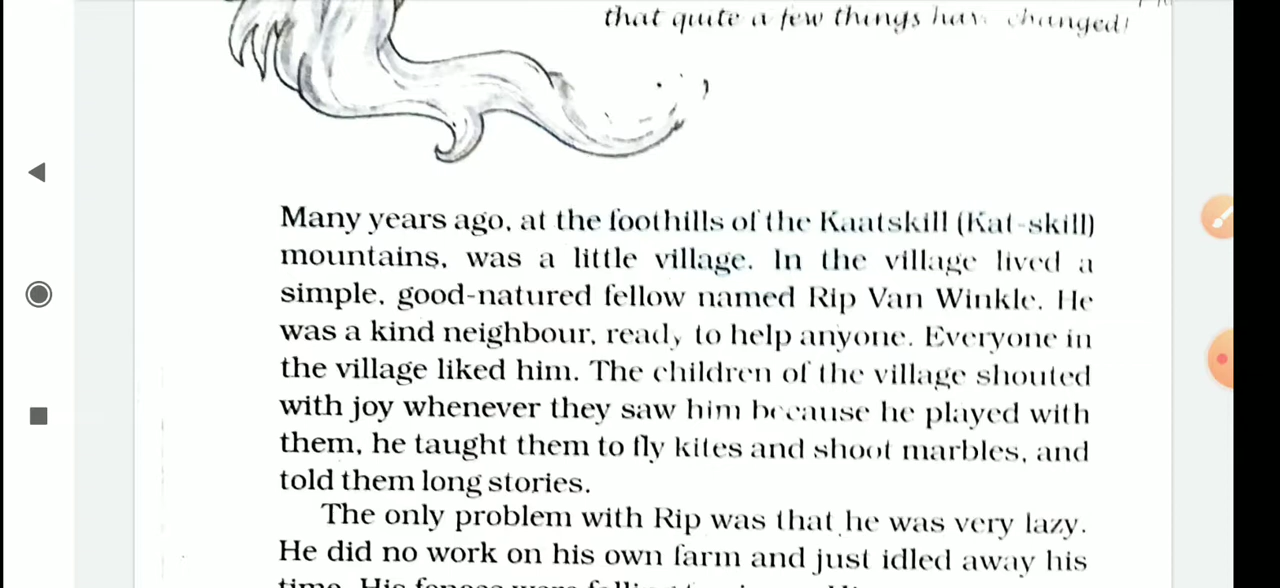 that quite a few things have changed!
Many years ago, at the foothills of the Kaatskill (Kat-skill)
mountains, was a little village. In the village lived a
simple, good-natured fellow named Rip Van Winkle. He
was a kind neighbour, ready to help anyone. Everyone in
the village liked him. The children of the village shouted
with joy whenever they saw him because he played with
them, he taught them to fly kites and shoot marbles, and
told them long stories.
The only problem with Rip was that he was very lazy.
He did no work on his own farm and just idled away his
time. His fences were